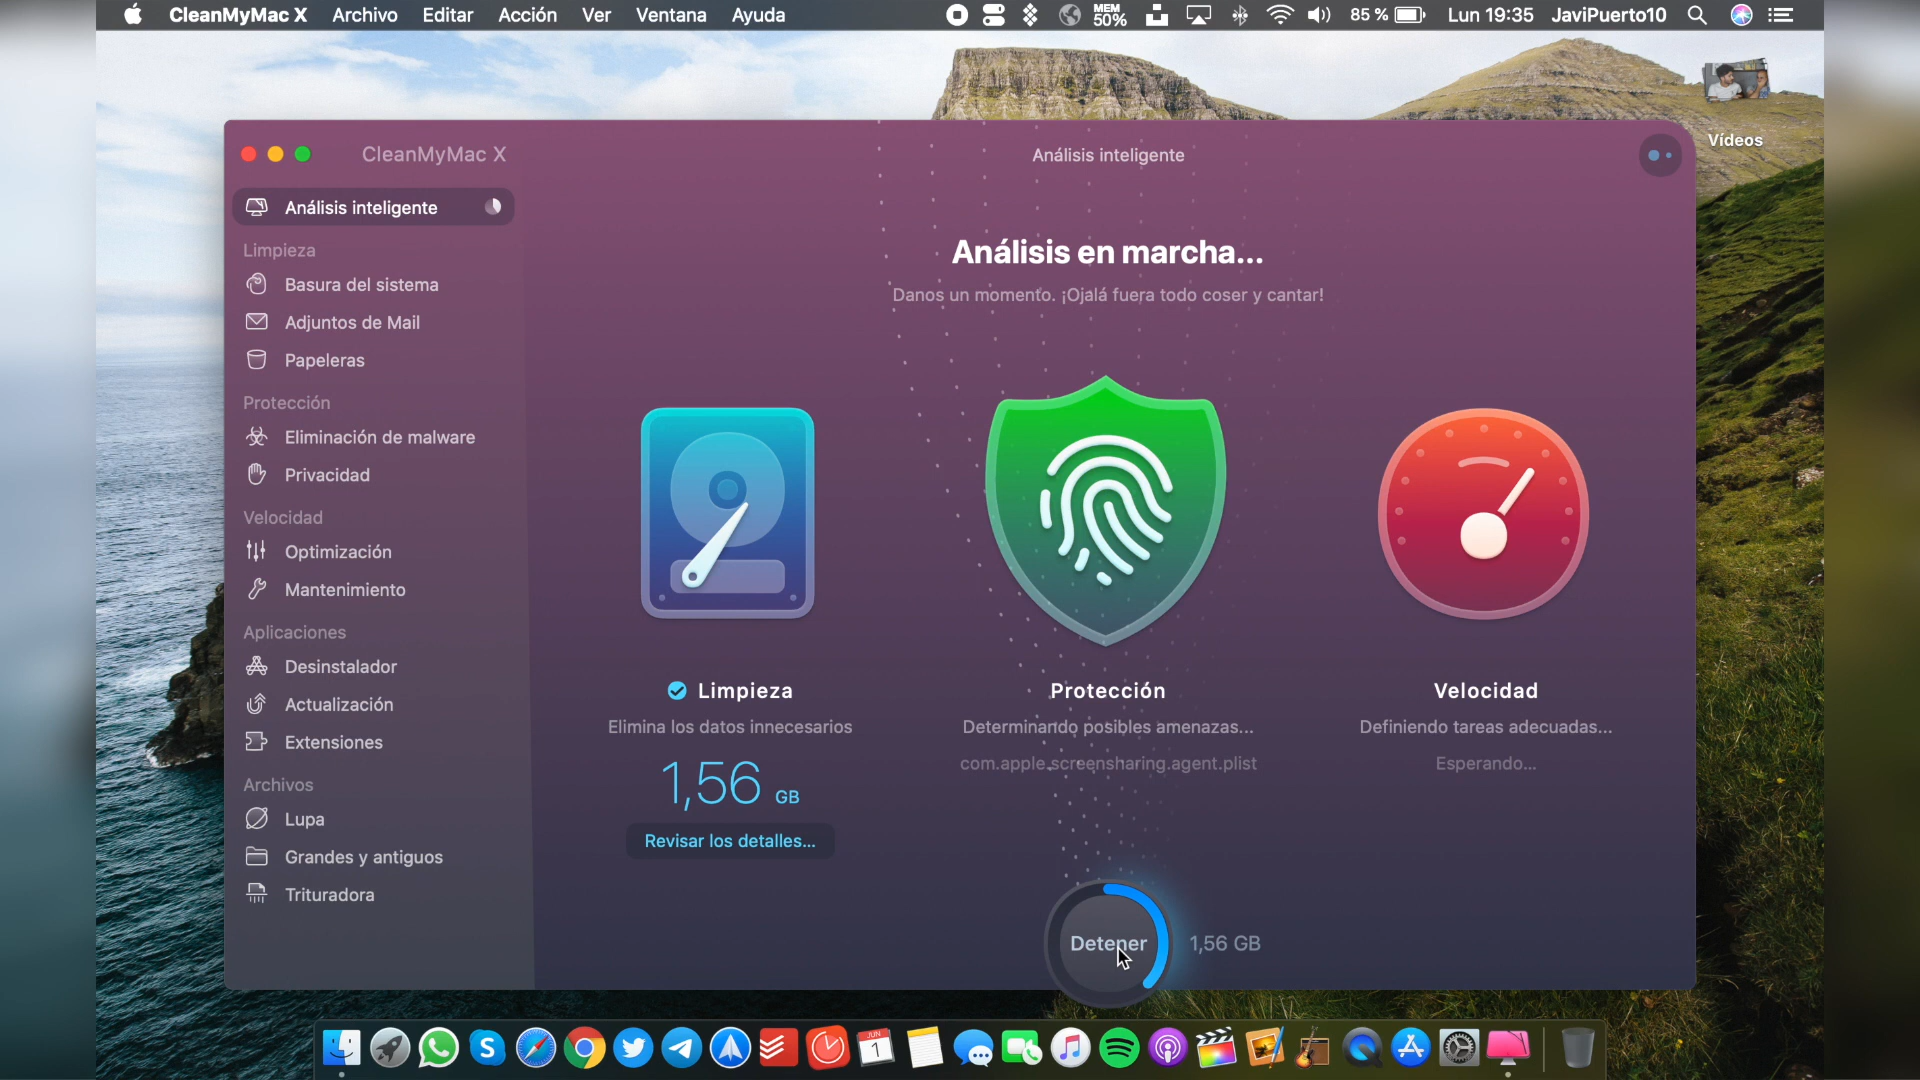 CleanMyMac X Archivo Editar Acción Ver Ventana Ayuda MEM 50% 85 % Lun 19:35 JaviPuerto10
Vídeos
CleanMyMac X
Análisis inteligente
Análisis inteligente
Limpieza
Basura del sistema
Adjuntos de Mail
Papeleras
Protección
Eliminación de malware
Privacidad
Velocidad
Optimización
Mantenimiento
Aplicaciones
Desinstalador
Actualización
Extensiones
Archivos
Lupa
Grandes y antiguos
Trituradora
Análisis en marcha...
Danos un momento. ¡Ojalá fuera todo coser y cantar!
Limpieza
Elimina los datos innecesarios
1,56 GB
Revisar los detalles...
Protección
Determinando posibles amenazas...
com.apple.screensharing.agent.plist
Velocidad
Definiendo tareas adecuadas...
Esperando...
Detener
1,56 GB
JUN
1